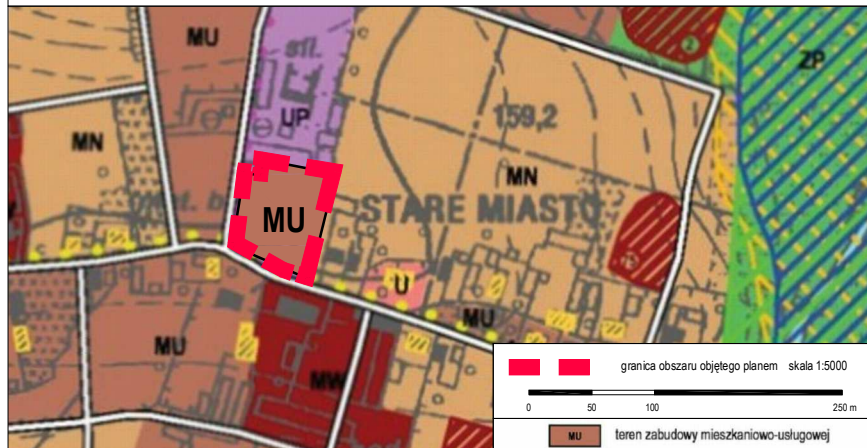 MU
szl.
ZP
UP
159,2
MN
MN
MU
STARE MIASTO
U
MU
MU
MW
granica obszaru objętego planem skala 1:5000
0 50 100 250 m
MU teren zabudowy mieszkaniowo-usługowej